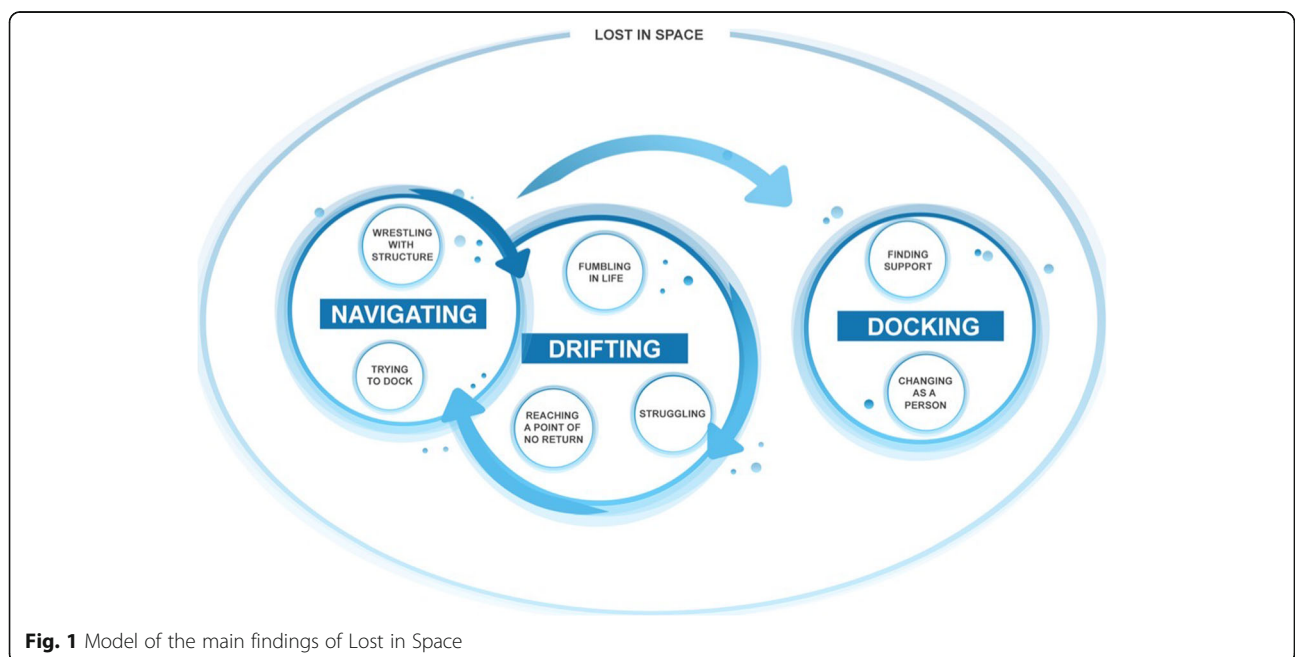 LOST IN SPACE
WRESTLING
WITH
STRUCTURE
NAVIGATING
TRYING
TO DOCK
FUMBLING
IN LIFE
DRIFTING
REACHING
A POINT OF
NO RETURN
STRUGGLING
FINDING
SUPPORT
DOCKING
CHANGING
AS A
PERSON
Fig. 1 Model of the main findings of Lost in Space